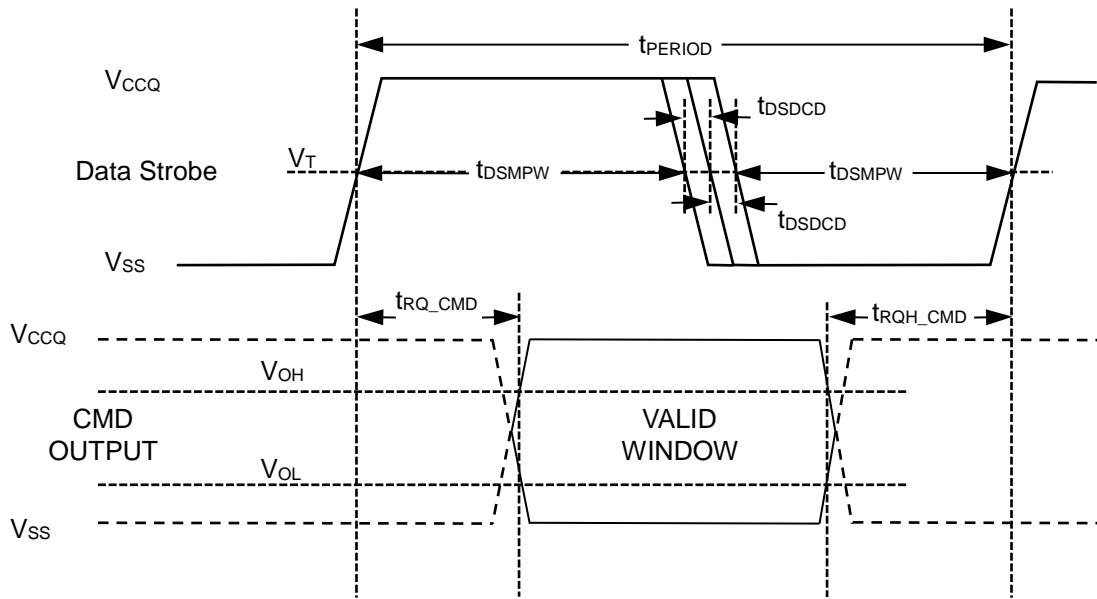 tPERIOD
VCCQ
tDSDCD
VT
Data Strobe
tDSMPW
tDSMPW
tDSDCD
VSS
tRQ_CMD
tRQH_CMD
VCCQ
VOH
CMD
OUTPUT
VALID
WINDOW
VOL
VSS